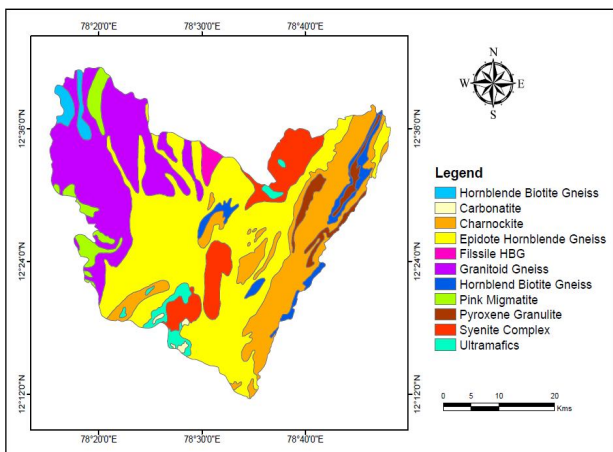 78°20'0"E
78°30'0"E
78°40'0"E
N
W
E
S
12°36'0"N
12°36'0"N
Legend
Hornblende Biotite Gneiss
Carbonatite
Charnockite
Epidote Hornblende Gneiss
Filssile HBG
Granitoid Gneiss
Hornblend Biotite Gneiss
Pink Migmatite
Pyroxene Granulite
Syenite Complex
Ultramafics
12°24'0"N
12°24'0"N
12°12'0"N
12°12'0"N
0 5 10 20
Kms
78°20'0"E
78°30'0"E
78°40'0"E